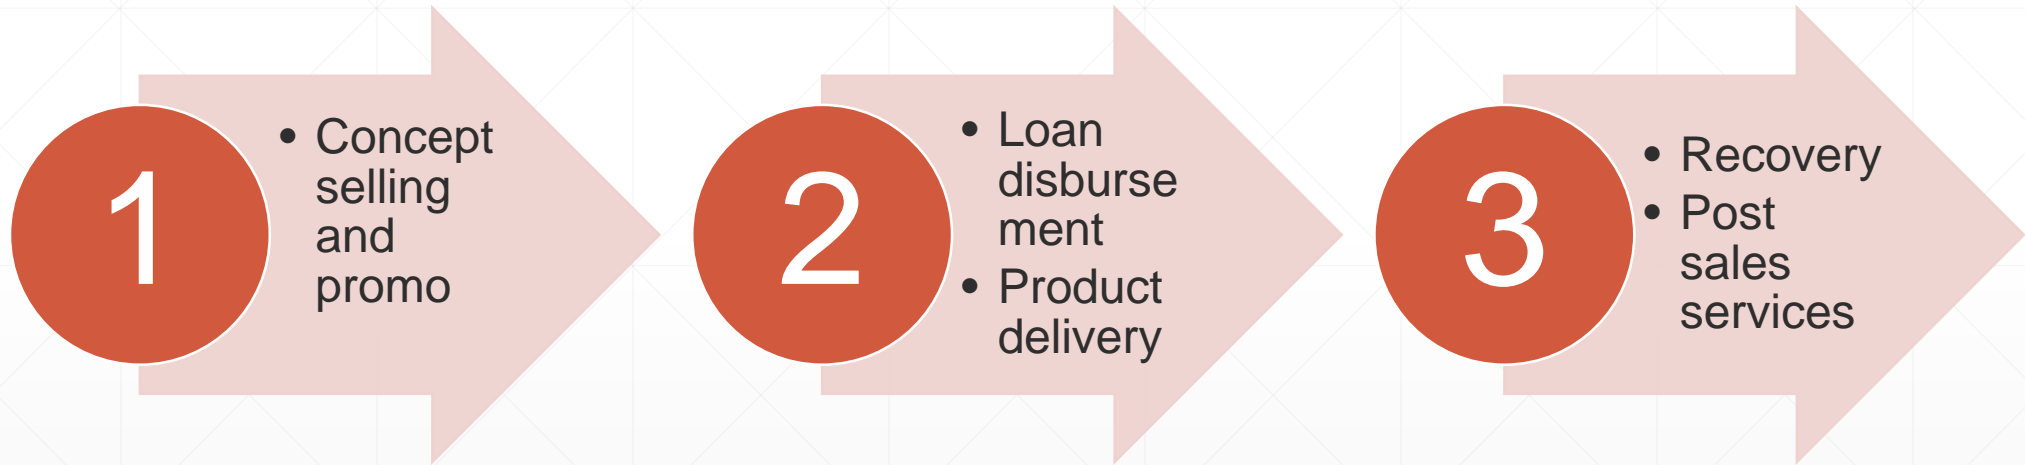 1
• Concept
selling
and
promo
2
• Loan
disburse
ment
• Product
delivery
3
• Recovery
• Post
sales
services